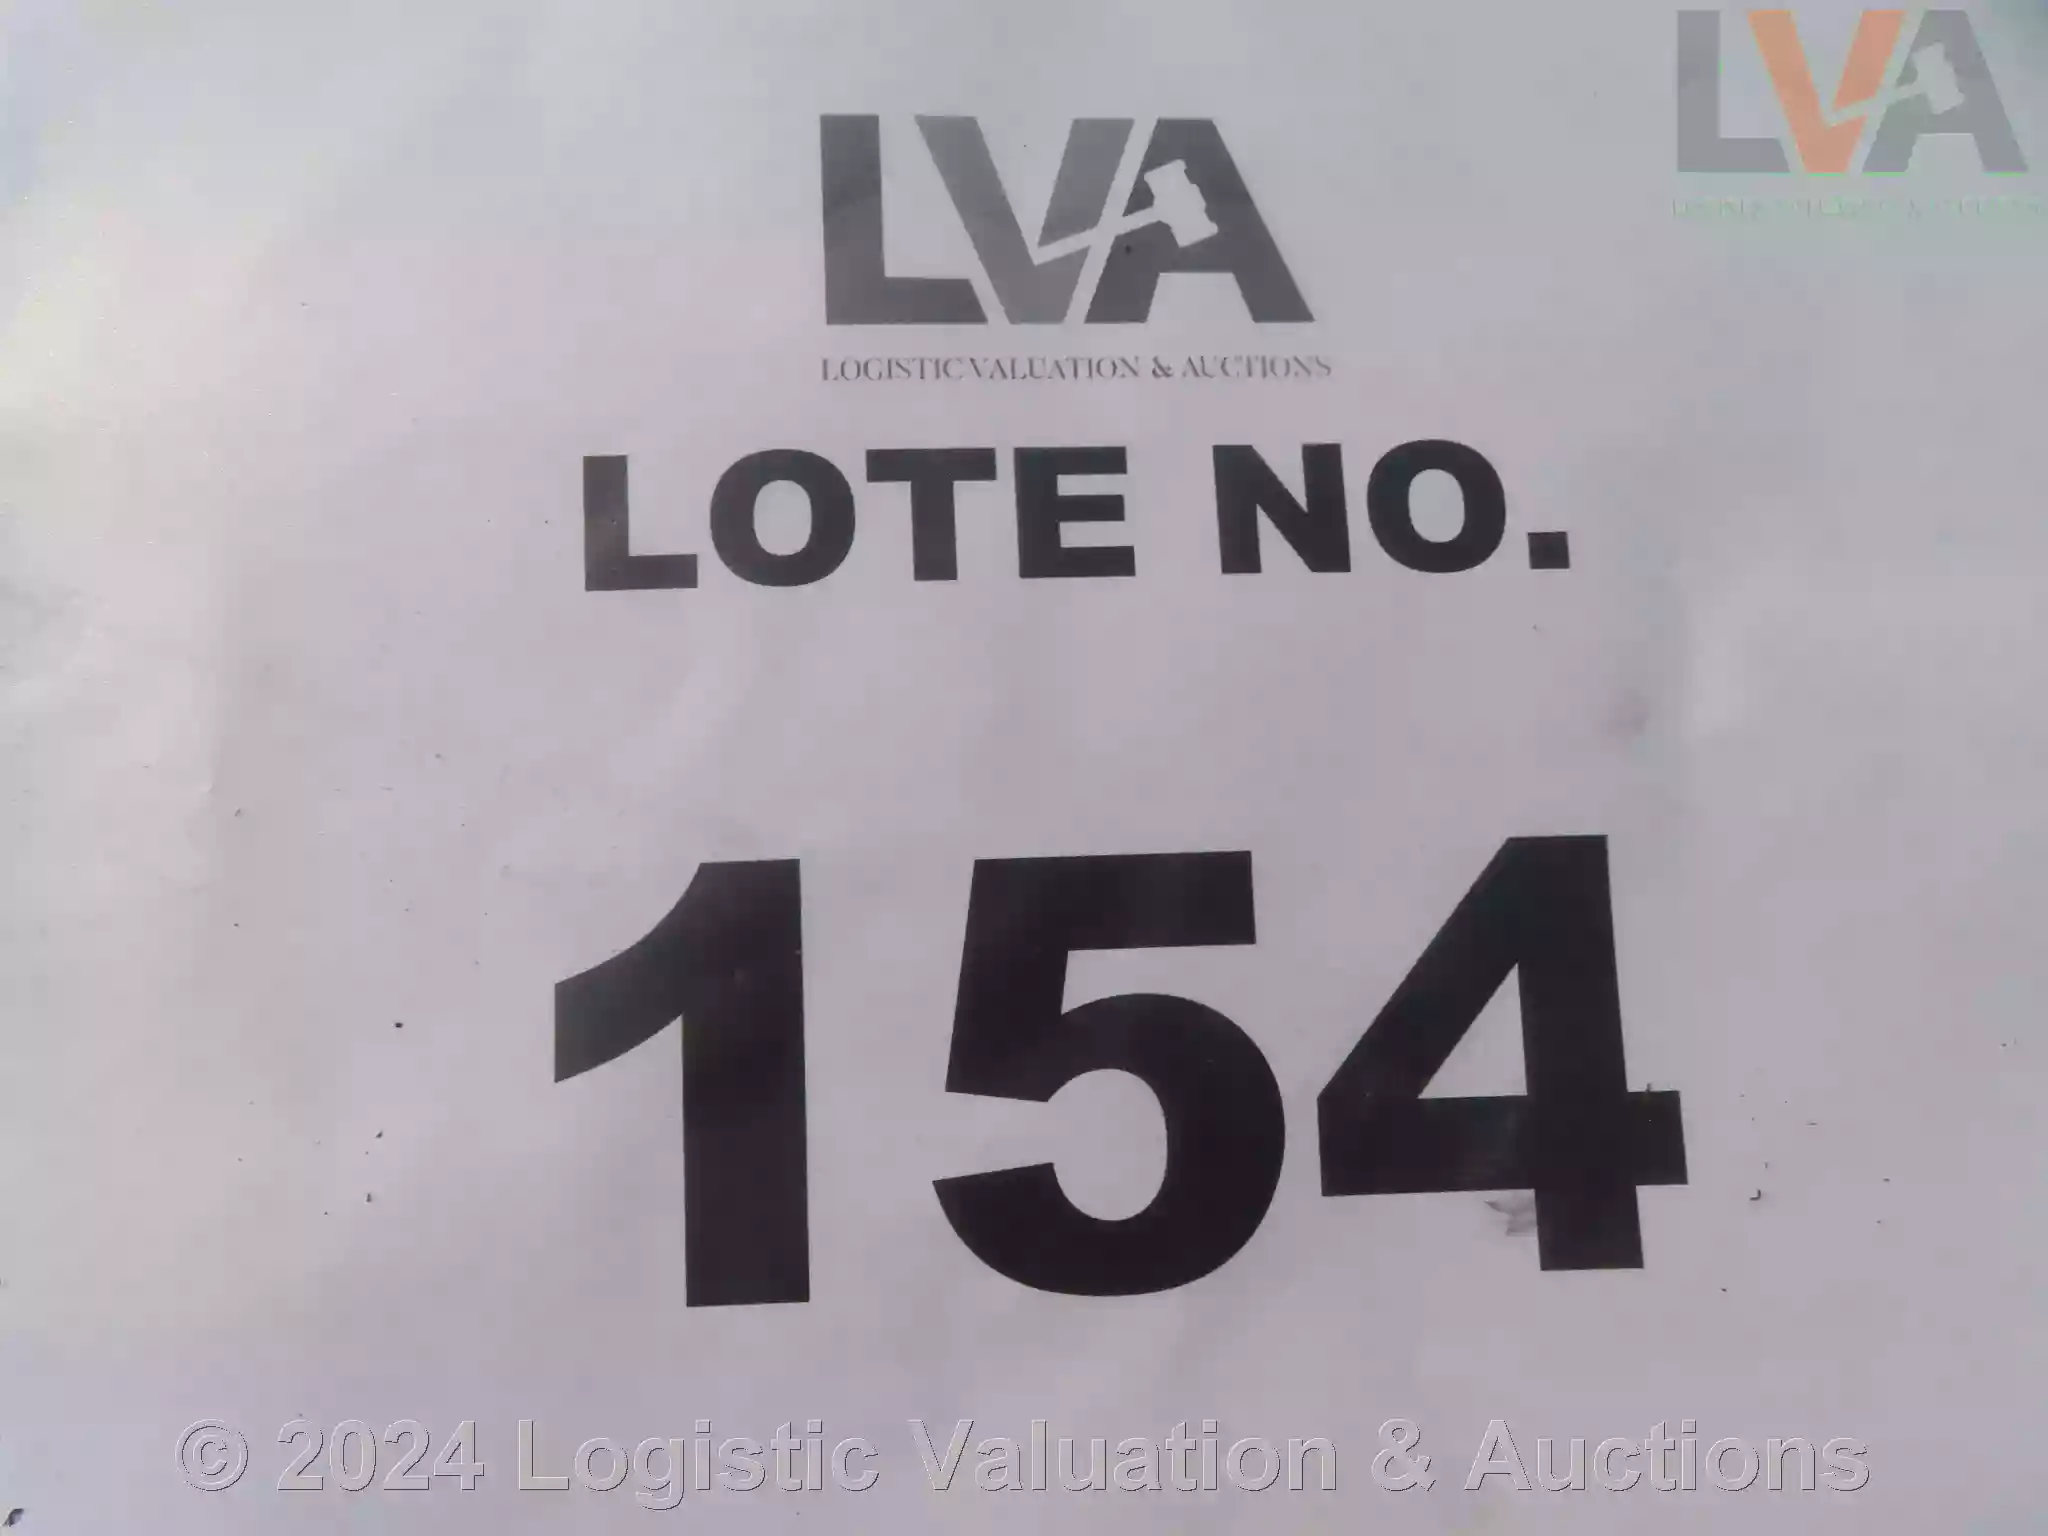 LVA
LVA
LOGISTIC VALUATION & AUCTIONS
LOTE NO.
154
© 2024 Logistic Valuation & Auctions